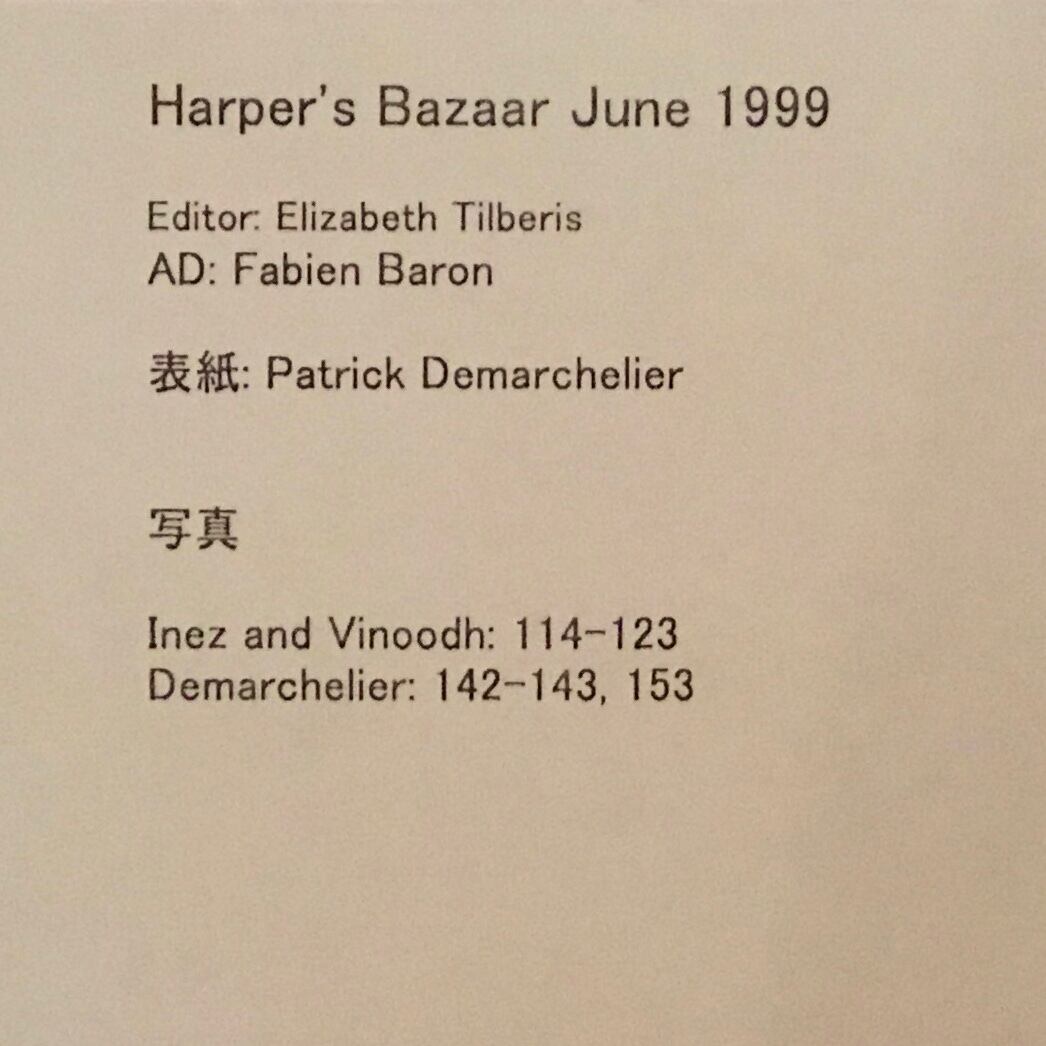 Harper's Bazaar June 1999
Editor: Elizabeth Tilberis
AD: Fabien Baron
表紙: Patrick Demarchelier
写真
Inez and Vinoodh: 114-123
Demarchelier: 142-143, 153